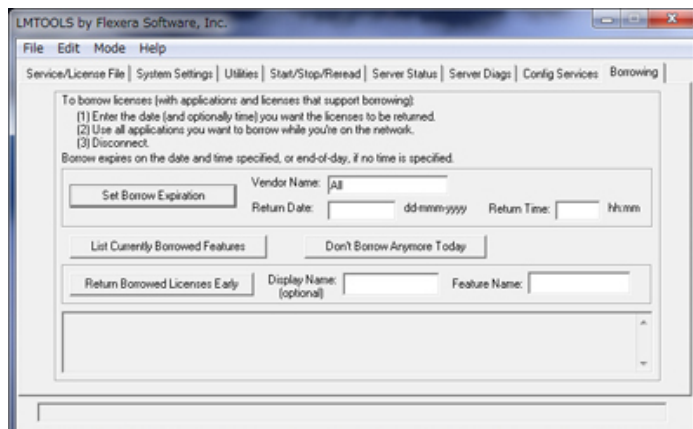 LMTOOLS by Flexera Software, Inc.
File Edit Mode Help
Service/License File System Settings Utilities Start/Stop/Reread Server Status Server Diags Config Services Borrowing
To borrow licenses (with applications and licenses that support borrowing):
(1) Enter the date (and optionally time) you want the licenses to be returned.
(2) Use all applications you want to borrow while you're on the network.
(3) Disconnect.
Borrow expires on the date and time specified, or end-of-day, if no time is specified.
Set Borrow Expiration
Vendor Name: All
Return Date: dd-mmm-yyyy Return Time: hh:mm
List Currently Borrowed Features Don't Borrow Anymore Today
Return Borrowed Licenses Early Display Name: (optional) Feature Name: